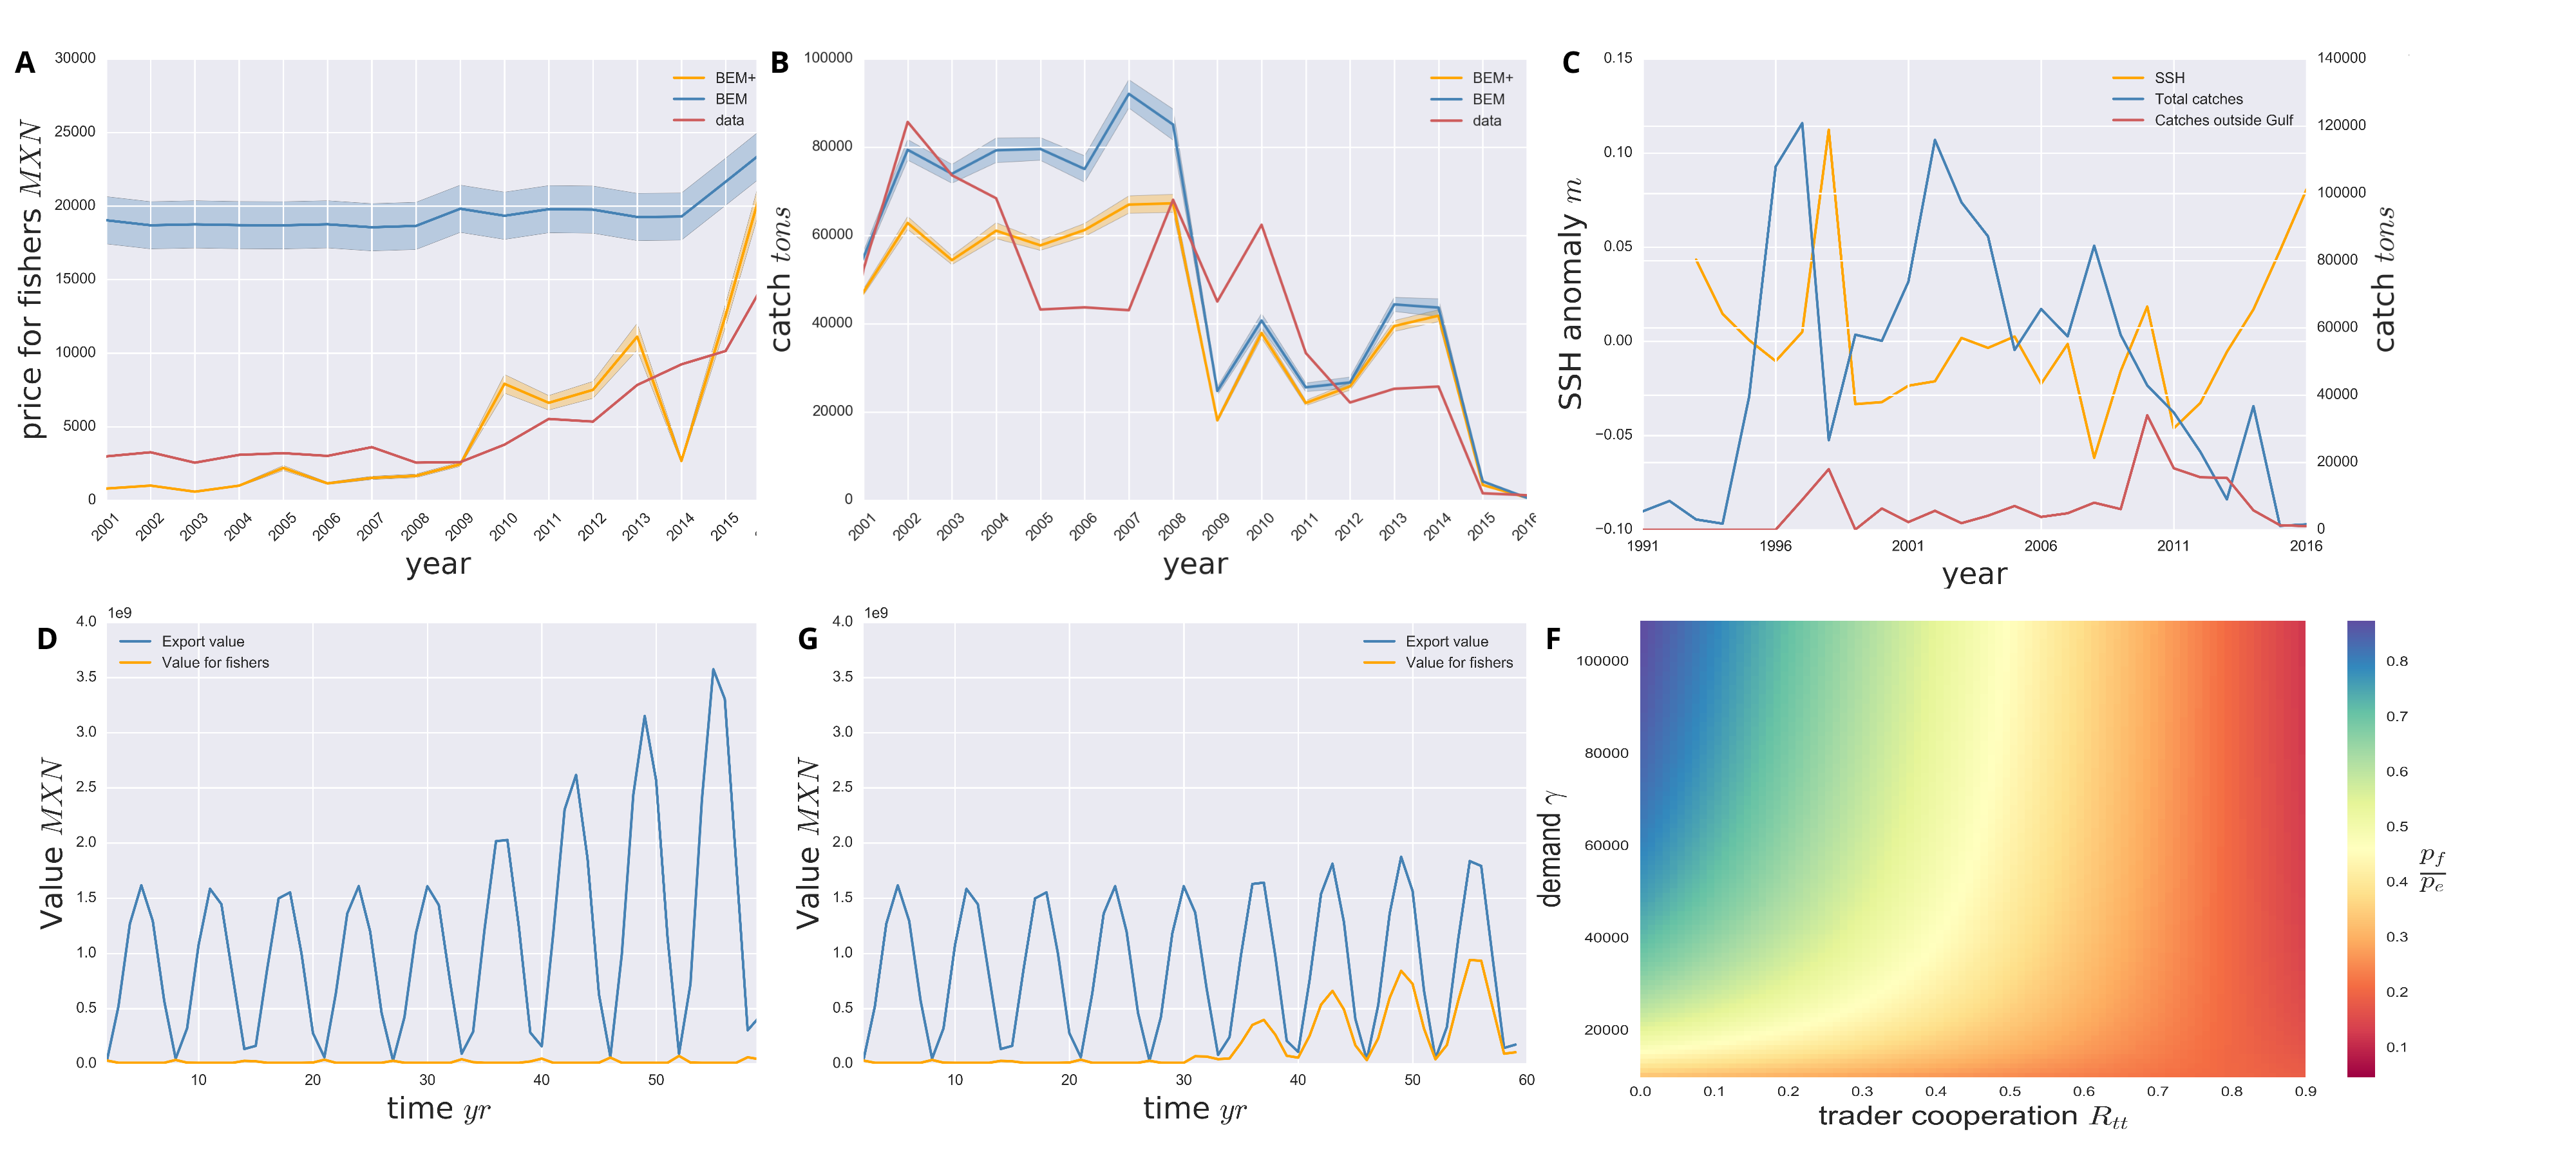 A
30000
25000
20000
15000
10000
5000
0
price for fishers MXN
BEM+
BEM
data
2001 2002 2003 2004 2005 2006 2007 2008 2009 2010 2011 2012 2013 2014 2015
year
B
100000
80000
60000
40000
20000
0
catch tons
BEM+
BEM
data
2001 2002 2003 2004 2005 2006 2007 2008 2009 2010 2011 2012 2013 2014 2015 2016
year
C
0.15
0.10
0.05
0.00
−0.05
−0.10
SSH anomaly m
SSH
Total catches
Catches outside Gulf
140000
120000
100000
80000
60000
40000
20000
0
catch tons
1991 1996 2001 2006 2011 2016
year
D
1e9
4.0
3.5
3.0
2.5
2.0
1.5
1.0
0.5
0.0
Value MXN
Export value
Value for fishers
10 20 30 40 50
time yr
G
1e9
4.0
3.5
3.0
2.5
2.0
1.5
1.0
0.5
0.0
Value MXN
Export value
Value for fishers
10 20 30 40 50 60
time yr
F
100000
80000
60000
40000
20000
demand γ
0.0 0.1 0.2 0.3 0.4 0.5 0.6 0.7 0.8 0.9
trader cooperation R_tt
0.8
0.7
0.6
0.5
0.4
0.3
0.2
0.1
p_f
p_e